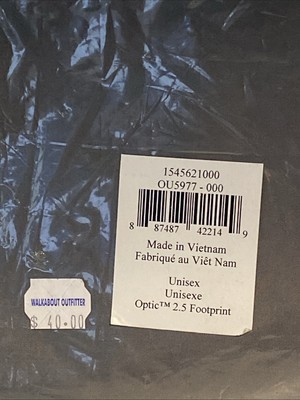 1545621000
OU5977 - 000
8 87487 42214 9
Made in Vietnam
Fabriqué au Viêt Nam
Unisex
Unisexe
Optic™ 2.5 Footprint
WALKABOUT OUTFITTER
$ 40.00